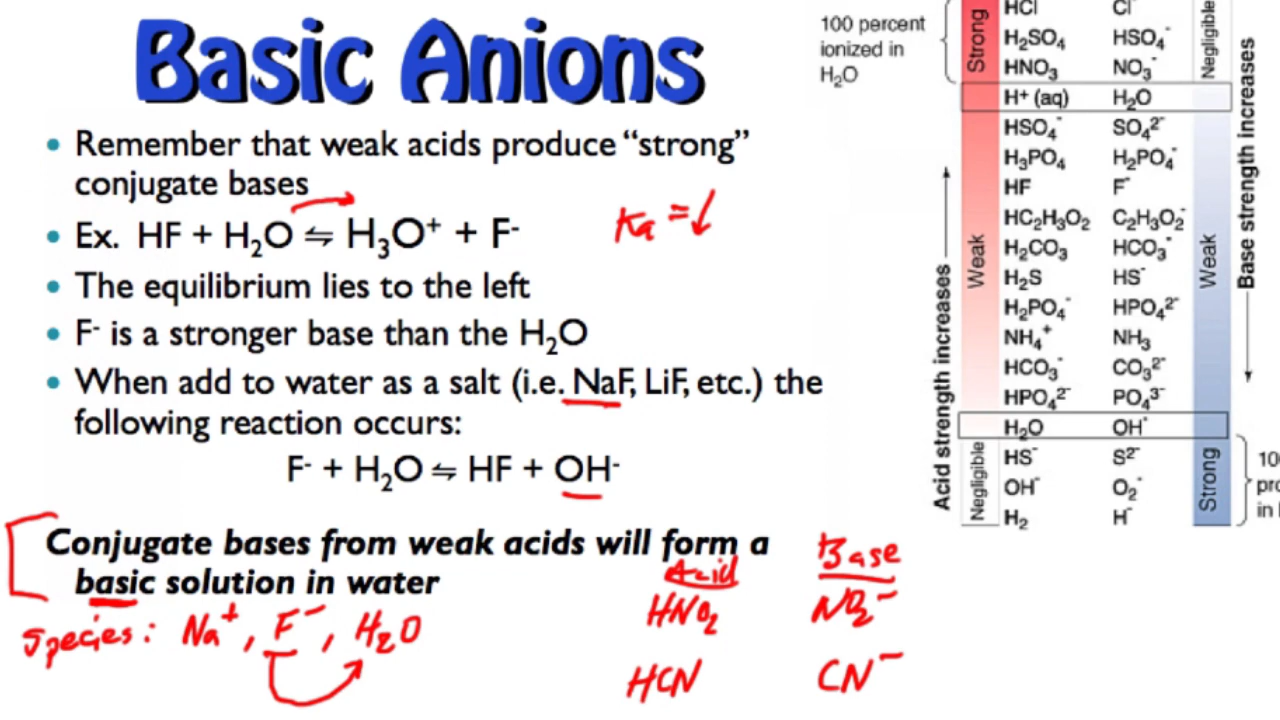 Basic Anions
• Remember that weak acids produce “strong”
conjugate bases
• Ex. HF + H₂O ⇋ H₃O⁺ + F⁻
Ka = ↓
• The equilibrium lies to the left
• F⁻ is a stronger base than the H₂O
• When add to water as a salt (i.e. NaF, LiF, etc.) the
following reaction occurs:
F⁻ + H₂O ⇋ HF + OH⁻
Conjugate bases from weak acids will form a
basic solution in water
Species: Na⁺, F⁻, H₂O
Acid Base
HNO₂ NO₂⁻
HCN CN⁻
100 percent
ionized in
H₂O
Acid strength increases
Strong
Weak
Negligible
HCl Cl⁻
H₂SO₄ HSO₄⁻
HNO₃ NO₃⁻
H⁺ (aq) H₂O
HSO₄⁻ SO₄²⁻
H₃PO₄ H₂PO₄⁻
HF F⁻
HC₂H₃O₂ C₂H₃O₂⁻
H₂CO₃ HCO₃⁻
H₂S HS⁻
H₂PO₄⁻ HPO₄²⁻
NH₄⁺ NH₃
HCO₃⁻ CO₃²⁻
HPO₄²⁻ PO₄³⁻
H₂O OH⁻
HS⁻ S²⁻
OH⁻ O₂⁻
H₂ H⁻
Negligible
Weak
Strong
Base strength increases
10
pr
in